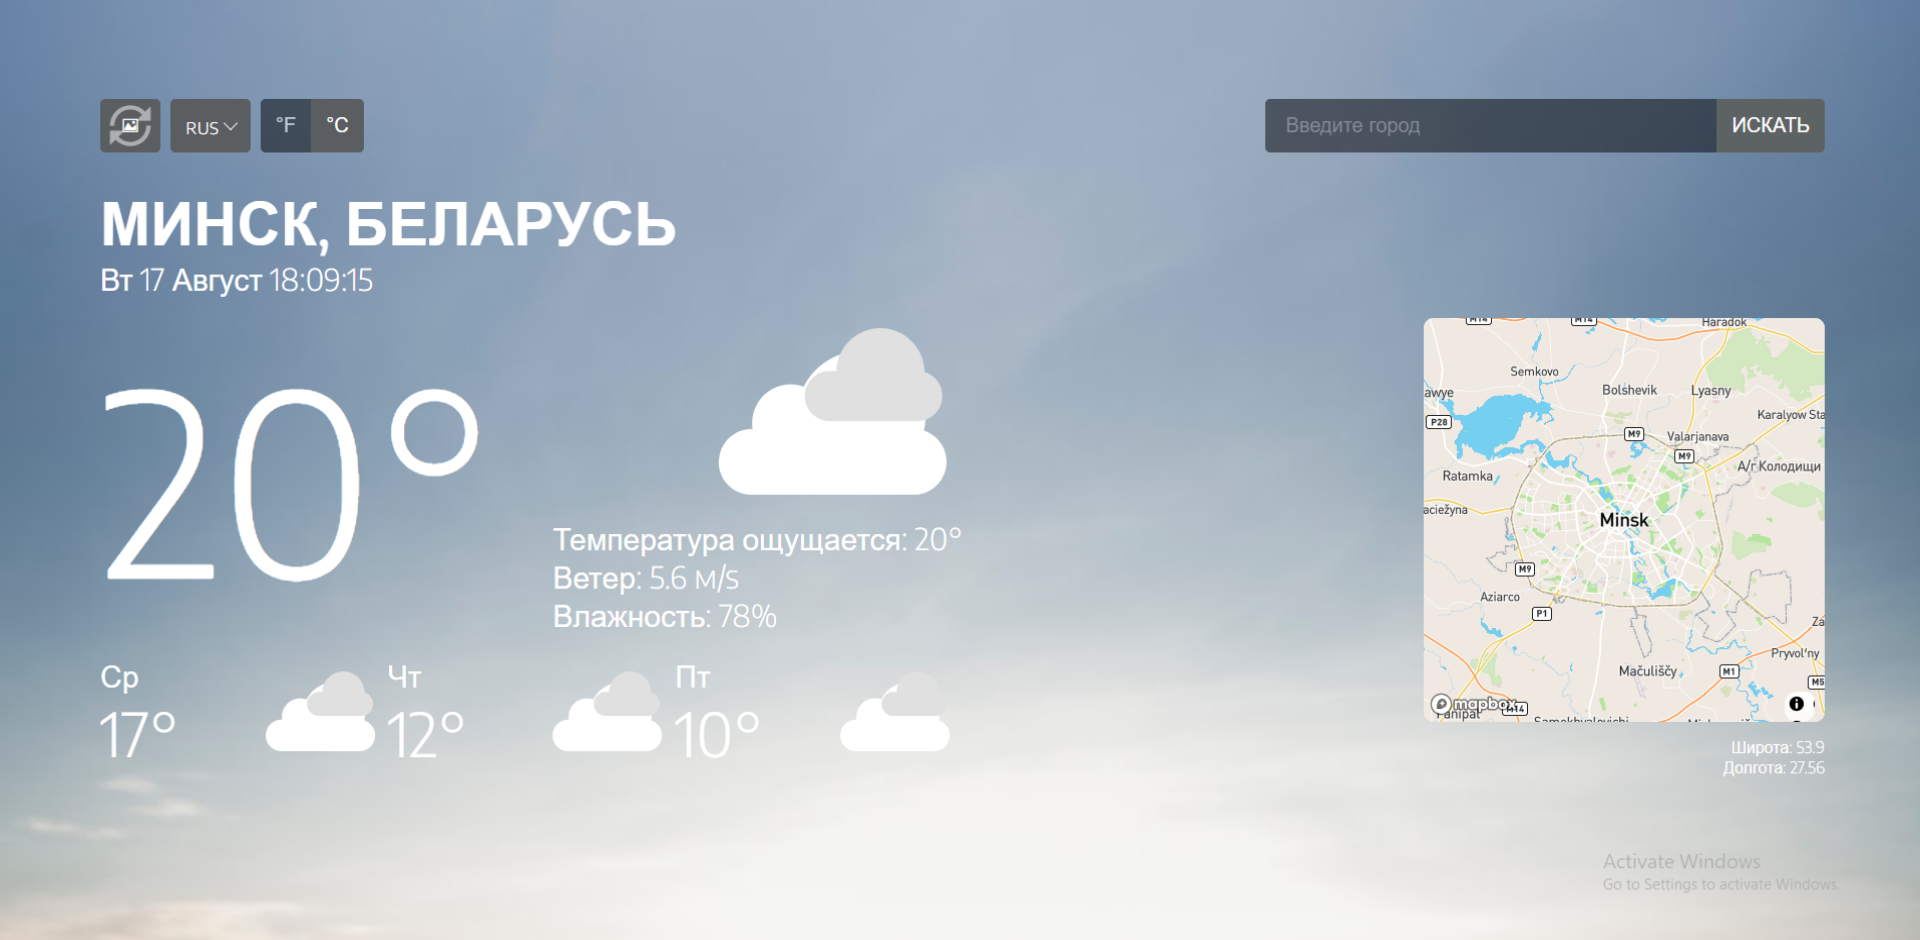 RUS
°F
°C
Введите город
ИСКАТЬ
МИНСК, БЕЛАРУСЬ
Вт 17 Август 18:09:15
20°
Температура ощущается: 20°
Ветер: 5.6 м/s
Влажность: 78%
Ср
17°
Чт
12°
Пт
10°
M14
M14
Haradok
Semkovo
Bolshevik
Lyasny
awye
Karalyow Sta
P28
M9
Valarjanava
M9
А/г Колодищи
Ratamka
aciežyna
Minsk
M9
Aziarco
P1
Za
Pryvol'ny
Mačuliščy
M1
M5
mapbox
M14
Širota: 53.9
Долгота: 27.56
Activate Windows
Go to Settings to activate Windows.